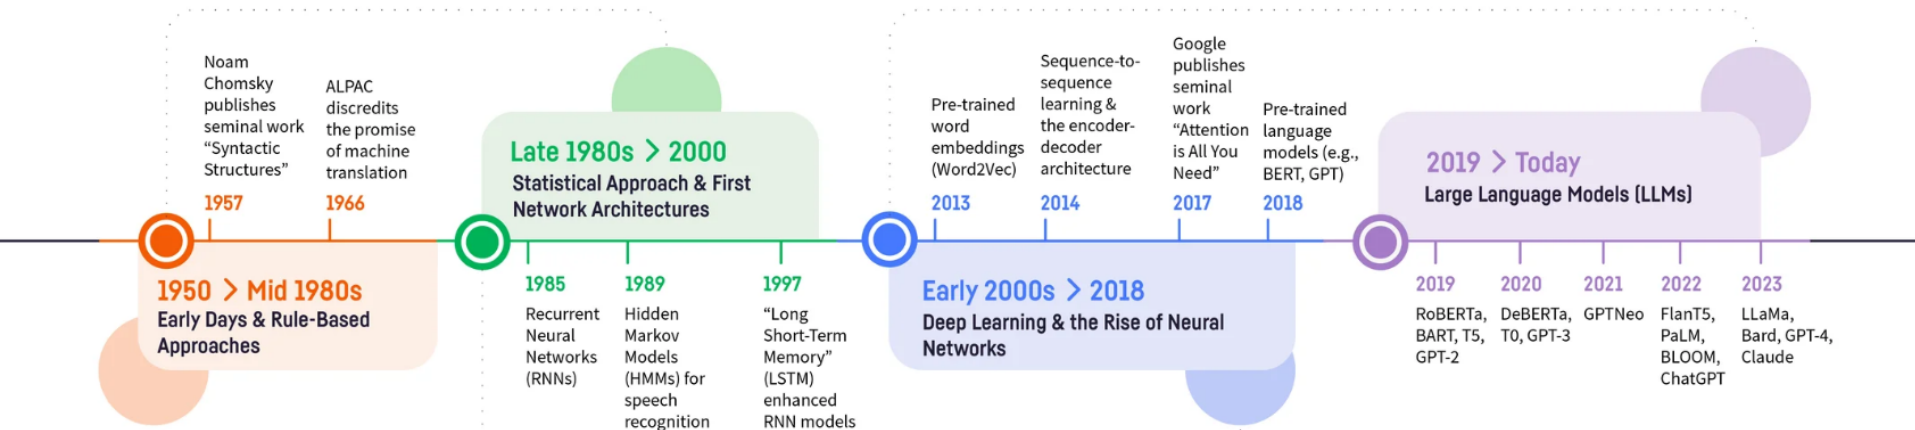 Noam
Chomsky
publishes
seminal work
“Syntactic
Structures”
1957
ALPAC
discredits
the promise
of machine
translation
1966
1950 > Mid 1980s
Early Days & Rule-Based
Approaches
Late 1980s > 2000
Statistical Approach & First
Network Architectures
1985
Recurrent
Neural
Networks
(RNNs)
1989
Hidden
Markov
Models
(HMMs) for
speech
recognition
1997
“Long
Short-Term
Memory”
(LSTM)
enhanced
RNN models
Pre-trained
word
embeddings
(Word2Vec)
2013
Sequence-to-
sequence
learning &
the encoder-
decoder
architecture
2014
Google
publishes
seminal
work
“Attention
is All You
Need”
2017
Pre-trained
language
models (e.g.,
BERT, GPT)
2018
Early 2000s > 2018
Deep Learning & the Rise of Neural
Networks
2019 > Today
Large Language Models (LLMs)
2019
RoBERTa,
BART, T5,
GPT-2
2020
DeBERTa,
T0, GPT-3
2021
GPTNeo
2022
FlanT5,
PaLM,
BLOOM,
ChatGPT
2023
LLaMa,
Bard, GPT-4,
Claude